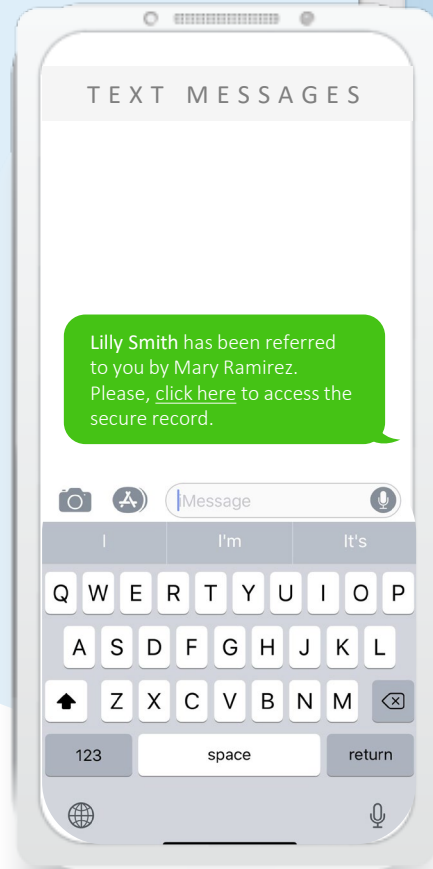 TEXT MESSAGES
Lilly Smith has been referred
to you by Mary Ramirez.
Please, click here to access the
secure record.
iMessage
I I'm It's
Q W E R T Y U I O P
A S D F G H J K L
Z X C V B N M
123 space return